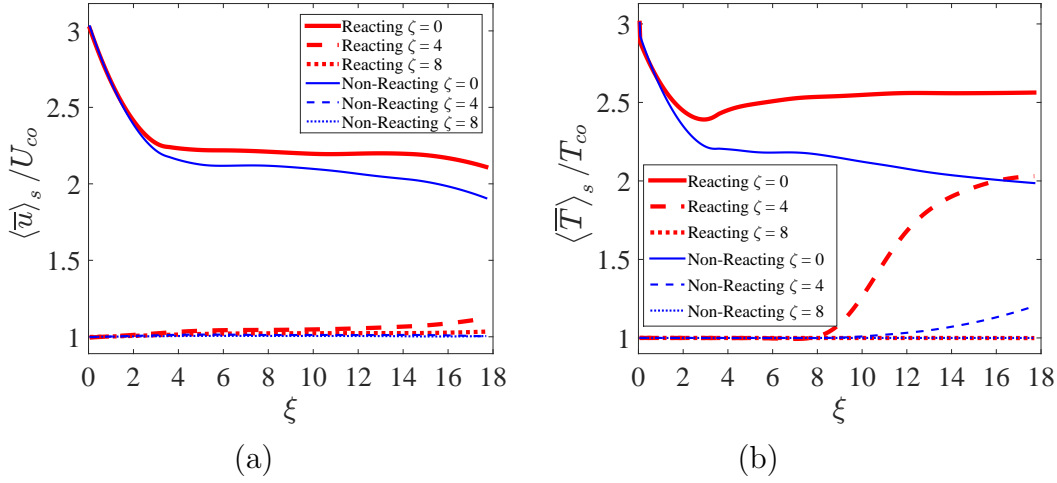 3
2.5
2
1.5
1
⟨u̅⟩ₛ /U_co
Reacting ζ = 0
Reacting ζ = 4
Reacting ζ = 8
Non-Reacting ζ = 0
Non-Reacting ζ = 4
Non-Reacting ζ = 8
0 2 4 6 8 10 12 14 16 18
ξ
(a)
3
2.5
2
1.5
1
⟨T̅⟩ₛ /T_co
Reacting ζ = 0
Reacting ζ = 4
Reacting ζ = 8
Non-Reacting ζ = 0
Non-Reacting ζ = 4
Non-Reacting ζ = 8
0 2 4 6 8 10 12 14 16 18
ξ
(b)